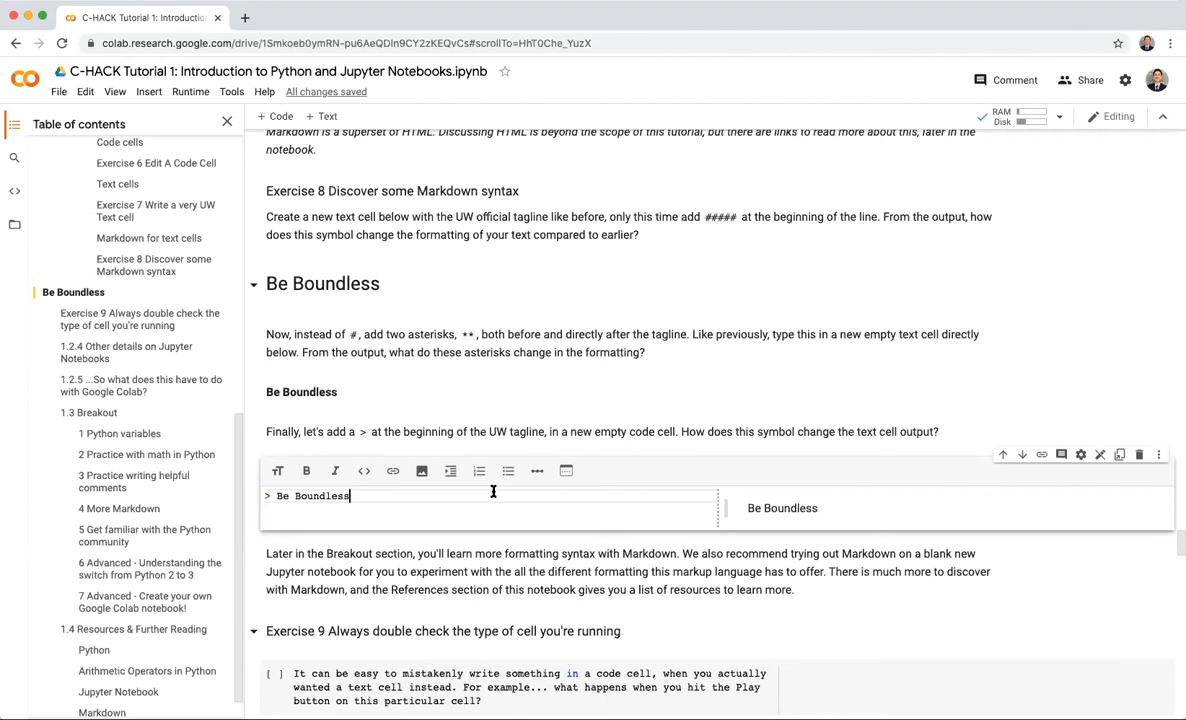 C-HACK Tutorial 1: Introductio
colab.research.google.com/drive/1Smkoeb0ymRN-pu6AeQDIn9CY2zKEQvCs#scrollTo=HhT0Che_YuzX
C-HACK Tutorial 1: Introduction to Python and Jupyter Notebooks.ipynb
Comment
Share
File Edit View Insert Runtime Tools Help All changes saved
Table of contents
+ Code + Text
RAM
Disk
Editing
Code cells
Exercise 6 Edit A Code Cell
Text cells
Exercise 7 Write a very UW
Text cell
Markdown for text cells
Exercise 8 Discover some
Markdown syntax
Be Boundless
Exercise 9 Always double check the
type of cell you're running
1.2.4 Other details on Jupyter
Notebooks
1.2.5 ...So what does this have to do
with Google Colab?
1.3 Breakout
1 Python variables
2 Practice with math in Python
3 Practice writing helpful
comments
4 More Markdown
5 Get familiar with the Python
community
6 Advanced - Understanding the
switch from Python 2 to 3
7 Advanced - Create your own
Google Colab notebook!
1.4 Resources & Further Reading
Python
Arithmetic Operators in Python
Jupyter Notebook
Markdown
Markdown is a superset of HTML. Discussing HTML is beyond the scope of this tutorial, but there are links to read more about this, later in the
notebook.
Exercise 8 Discover some Markdown syntax
Create a new text cell below with the UW official tagline like before, only this time add ##### at the beginning of the line. From the output, how
does this symbol change the formatting of your text compared to earlier?
Be Boundless
Now, instead of #, add two asterisks, **, both before and directly after the tagline. Like previously, type this in a new empty text cell directly
below. From the output, what do these asterisks change in the formatting?
Be Boundless
Finally, let's add a > at the beginning of the UW tagline, in a new empty code cell. How does this symbol change the text cell output?
> Be Boundless
Be Boundless
Later in the Breakout section, you'll learn more formatting syntax with Markdown. We also recommend trying out Markdown on a blank new
Jupyter notebook for you to experiment with the all the different formatting this markup language has to offer. There is much more to discover
with Markdown, and the References section of this notebook gives you a list of resources to learn more.
Exercise 9 Always double check the type of cell you're running
[ ] It can be easy to mistakenly write something in a code cell, when you actually
wanted a text cell instead. For example... what happens when you hit the Play
button on this particular cell?